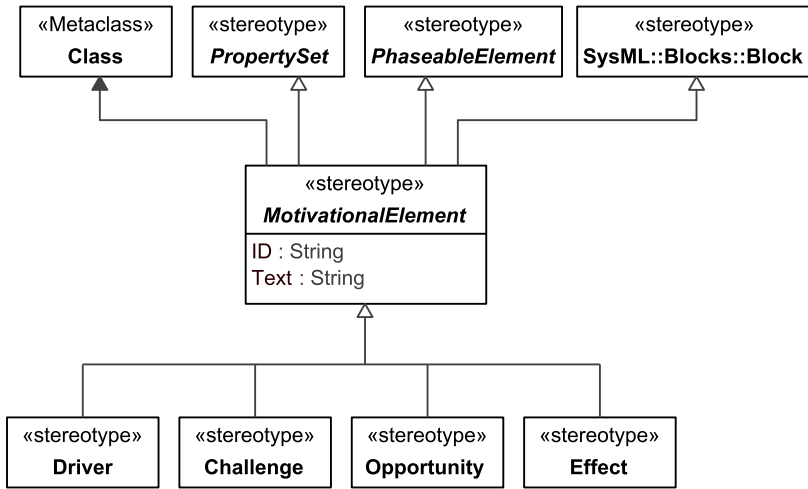 «Metaclass»
Class
«stereotype»
PropertySet
«stereotype»
PhaseableElement
«stereotype»
SysML::Blocks::Block
«stereotype»
MotivationalElement
ID : String
Text : String
«stereotype»
Driver
«stereotype»
Challenge
«stereotype»
Opportunity
«stereotype»
Effect